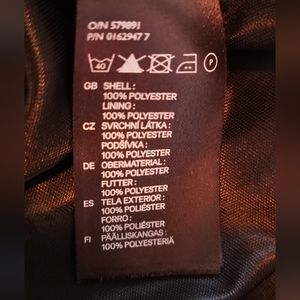 O/N 579891
P/N 0162947 7
40 P
GB SHELL :
100% POLYESTER
LINING :
100% POLYESTER
CZ SVRCHNÍ LÁTKA :
100% POLYESTER
PODŠÍVKA :
100% POLYESTER
DE OBERMATERIAL :
100% POLYESTER
FUTTER :
100% POLYESTER
ES TELA EXTERIOR :
100% POLIÉSTER
FORRO :
100% POLIÉSTER
FI PÄÄLLISKANGAS :
100% POLYESTERIÄ